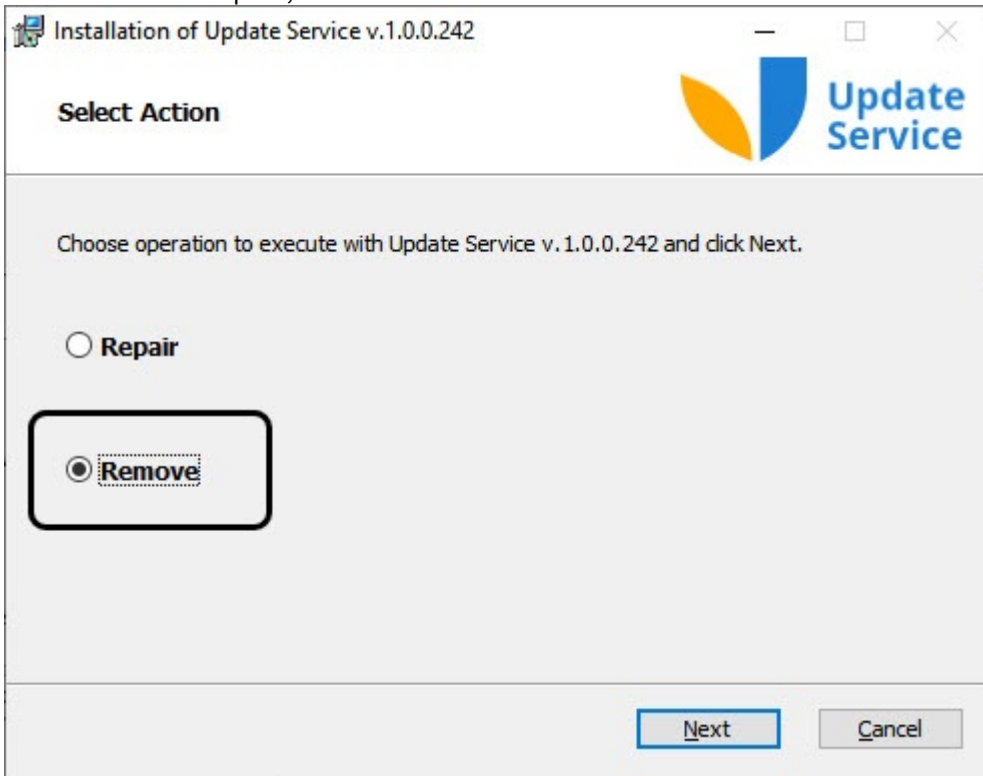 Installation of Update Service v.1.0.0.242
Select Action
Update
Service
Choose operation to execute with Update Service v.1.0.0.242 and click Next.
Repair
Remove
Next
Cancel